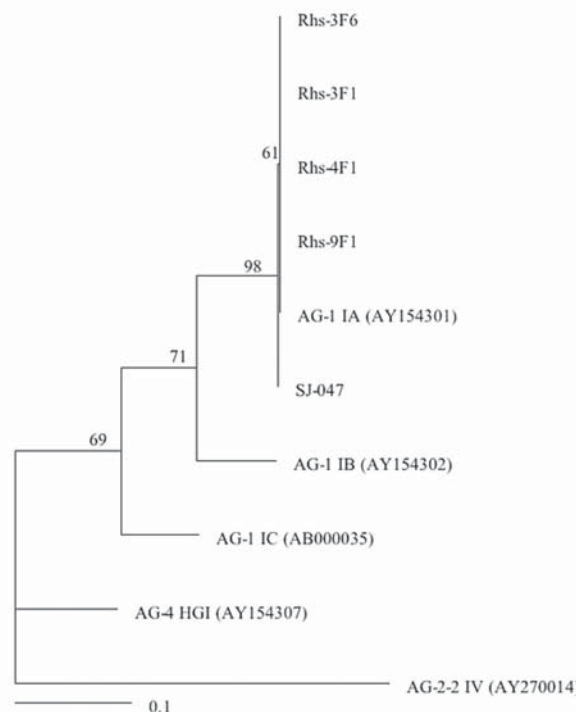 Rhs-3F6
Rhs-3F1
61
Rhs-4F1
Rhs-9F1
98
AG-1 IA (AY154301)
71
SJ-047
69
AG-1 IB (AY154302)
AG-1 IC (AB000035)
AG-4 HGI (AY154307)
AG-2-2 IV (AY270014)
0.1